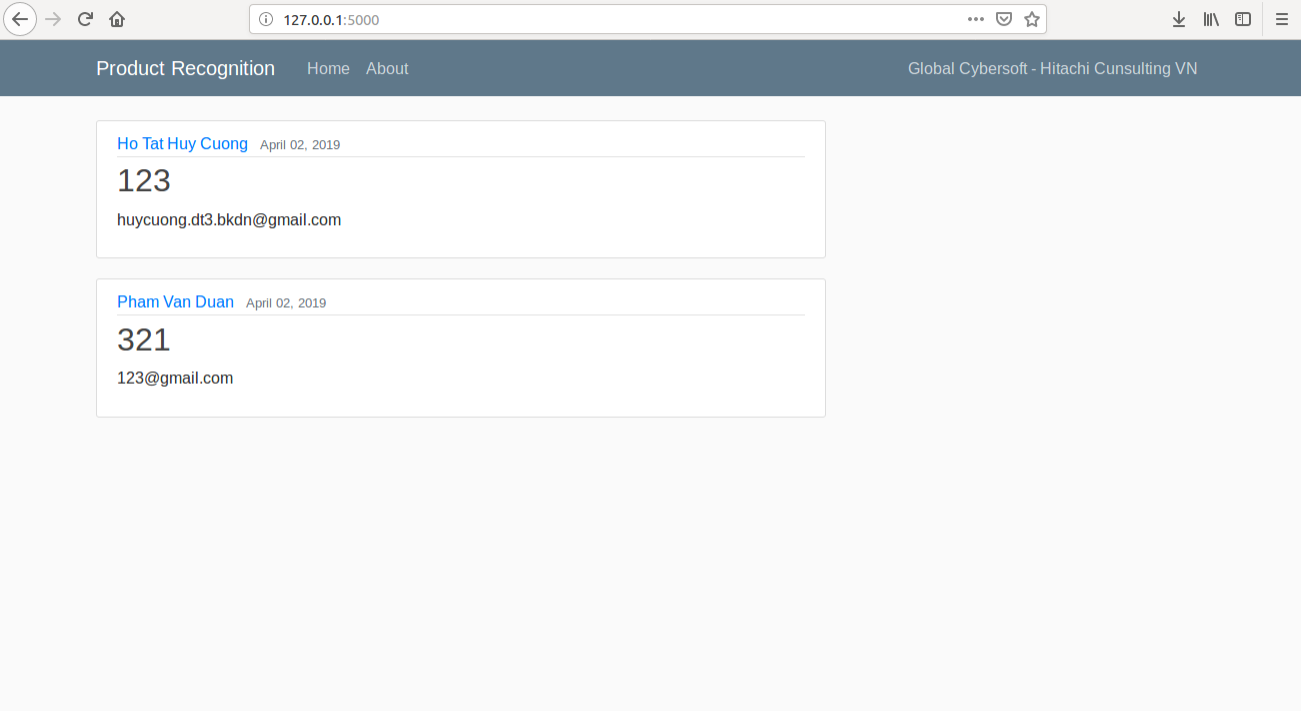 127.0.0.1:5000
Product Recognition Home About Global Cybersoft - Hitachi Cunsulting VN
Ho Tat Huy Cuong April 02, 2019
123
huycuong.dt3.bkdn@gmail.com
Pham Van Duan April 02, 2019
321
123@gmail.com